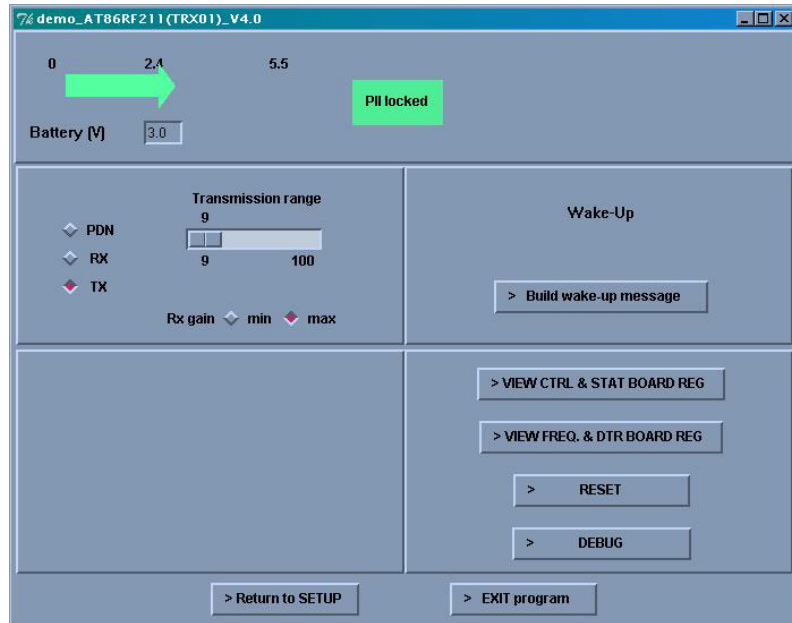 demo_AT86RF211(TRX01)_V4.0
0 2.4 5.5
Pll locked
Battery (V) 3.0
Transmission range
9
PDN
RX
9 100
TX
Rx gain min max
Wake-Up
> Build wake-up message
> VIEW CTRL & STAT BOARD REG
> VIEW FREQ. & DTR BOARD REG
> RESET
> DEBUG
> Return to SETUP
> EXIT program